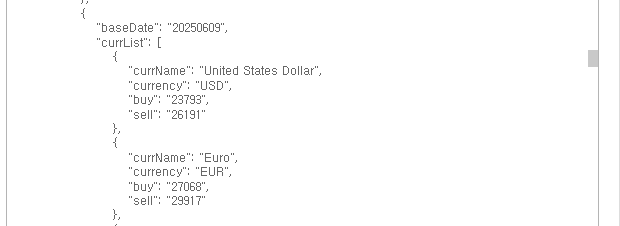 },
{
"baseDate": "20250609",
"currList": [
{
"currName": "United States Dollar",
"currency": "USD",
"buy": "23793",
"sell": "26191"
},
{
"currName": "Euro",
"currency": "EUR",
"buy": "27068",
"sell": "29917"
},
{